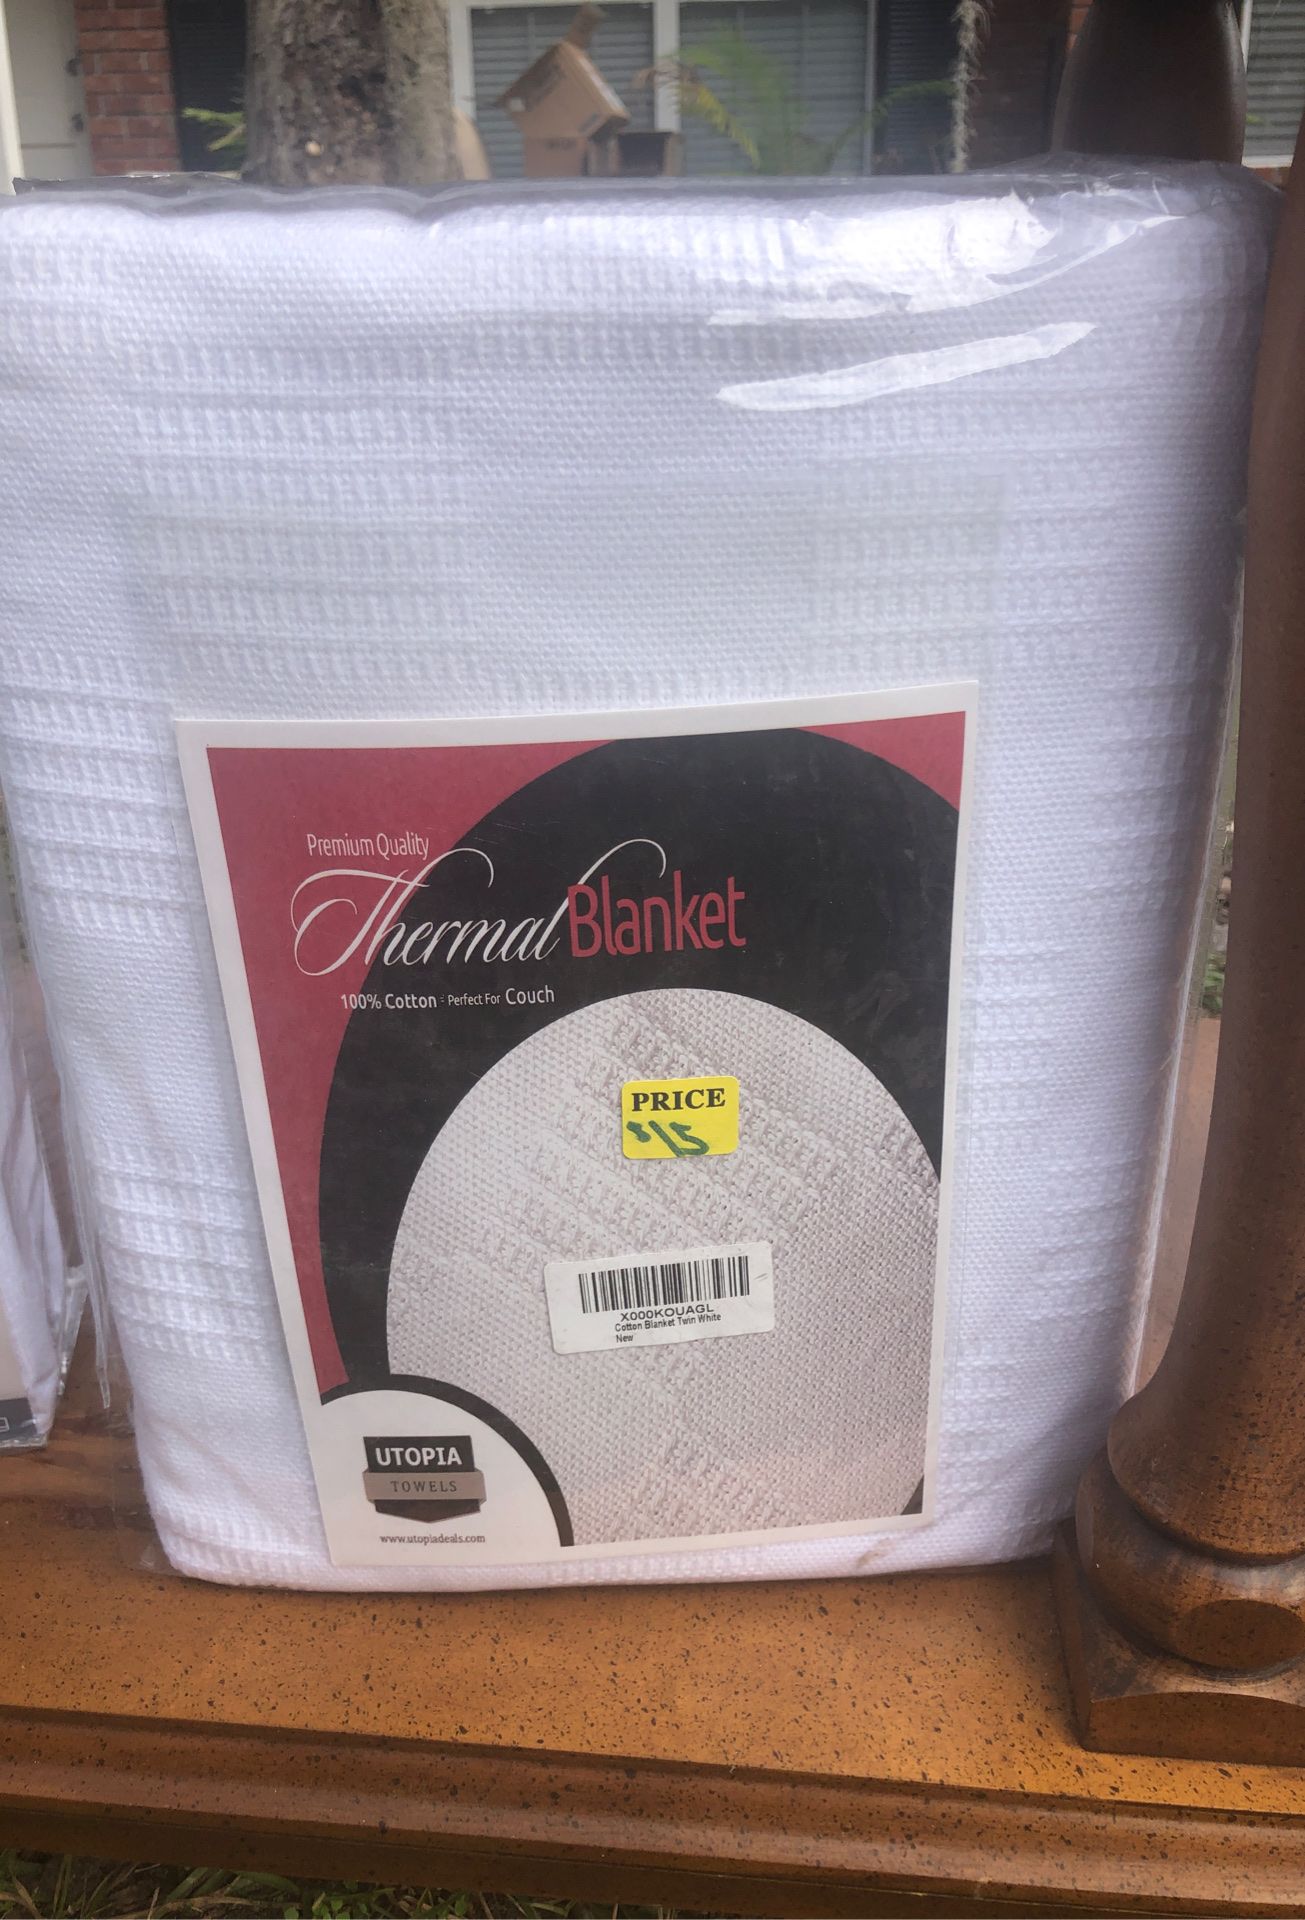 Premium Quality
Thermal Blanket
100% Cotton - Perfect For Couch
PRICE
$15
X000KOUAGL
Cotton Blanket Twin White
New
UTOPIA
TOWELS
www.utopiadeals.com